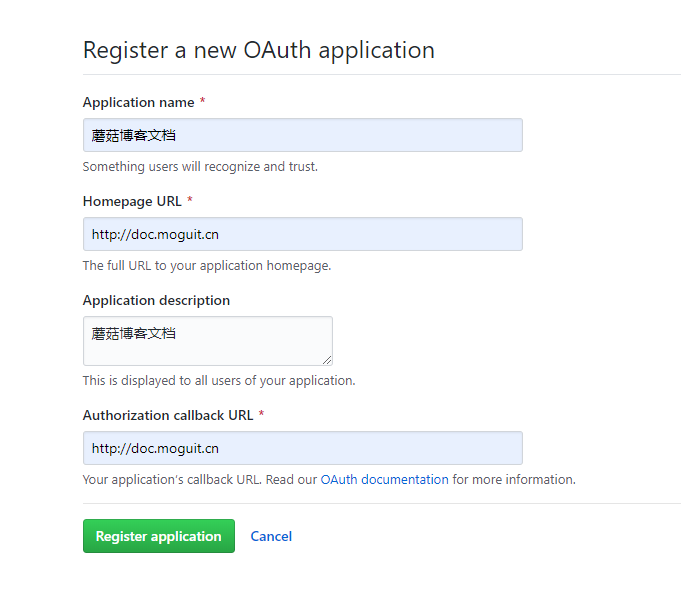 Register a new OAuth application
Application name *
蘑菇博客文档
Something users will recognize and trust.
Homepage URL *
http://doc.moguit.cn
The full URL to your application homepage.
Application description
蘑菇博客文档
This is displayed to all users of your application.
Authorization callback URL *
http://doc.moguit.cn
Your application's callback URL. Read our OAuth documentation for more information.
Register application Cancel